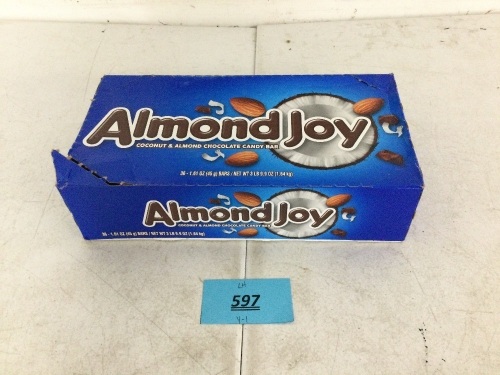 Almond Joy
COCONUT & ALMOND CHOCOLATE CANDY BAR
36 - 1.61 OZ (45 g) BARS / NET WT 3 LB 9.9 OZ (1.64 kg)
Almond Joy
COCONUT & ALMOND CHOCOLATE CANDY BAR
36 - 1.61 OZ (45 g) BARS / NET WT 3 LB 9.9 OZ (1.64 kg)
597
4-1